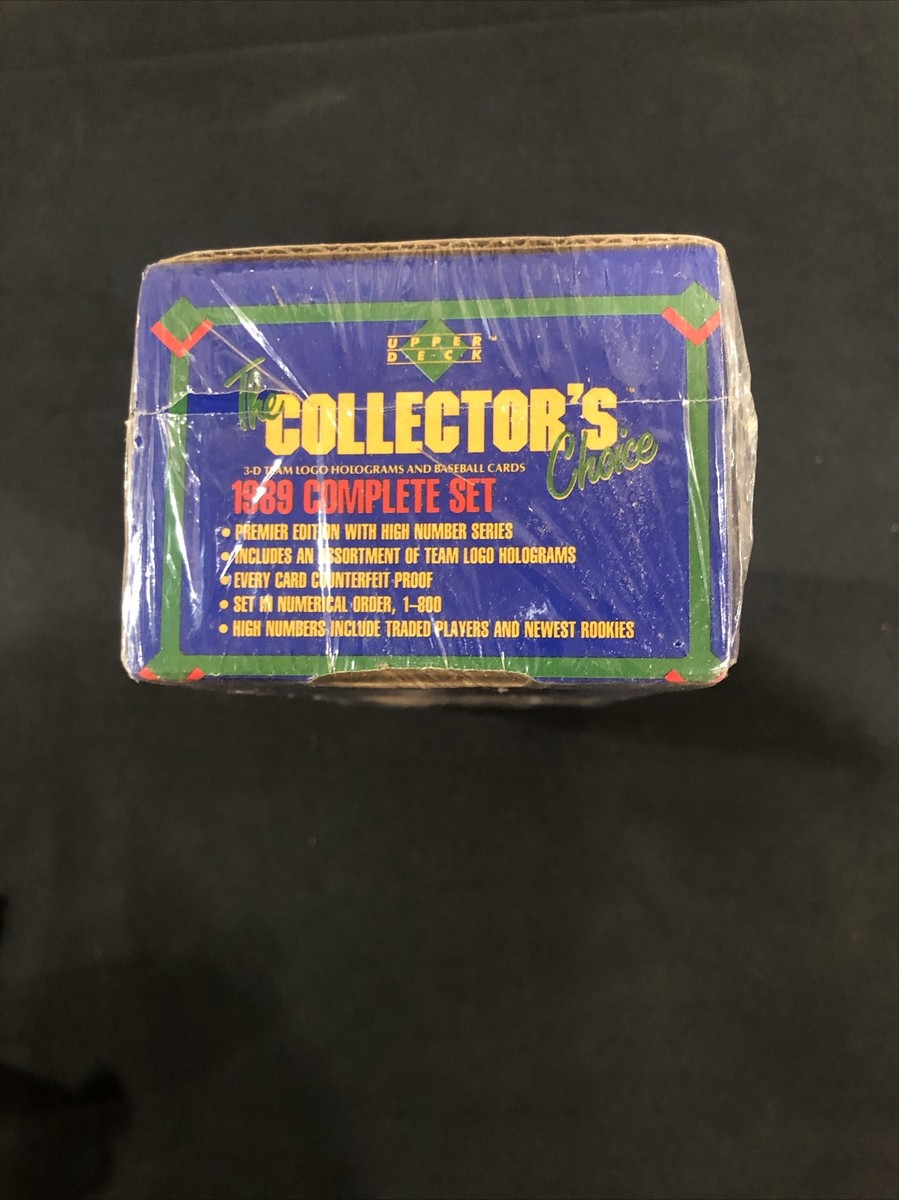 UPPER DECK™
The COLLECTOR'S™ Choice
3-D TEAM LOGO HOLOGRAMS AND BASEBALL CARDS
1989 COMPLETE SET
• PREMIER EDITION WITH HIGH NUMBER SERIES
• INCLUDES AN ASSORTMENT OF TEAM LOGO HOLOGRAMS
• EVERY CARD COUNTERFEIT PROOF
• SET IN NUMERICAL ORDER, 1–800
• HIGH NUMBERS INCLUDE TRADED PLAYERS AND NEWEST ROOKIES